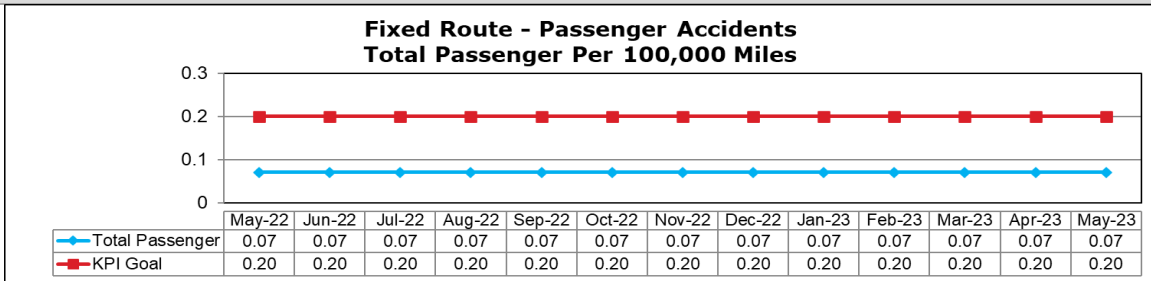 Fixed Route - Passenger Accidents
Total Passenger Per 100,000 Miles
0.3
0.2
0.1
0
May-22 Jun-22 Jul-22 Aug-22 Sep-22 Oct-22 Nov-22 Dec-22 Jan-23 Feb-23 Mar-23 Apr-23 May-23
Total Passenger 0.07 0.07 0.07 0.07 0.07 0.07 0.07 0.07 0.07 0.07 0.07 0.07 0.07
KPI Goal 0.20 0.20 0.20 0.20 0.20 0.20 0.20 0.20 0.20 0.20 0.20 0.20 0.20